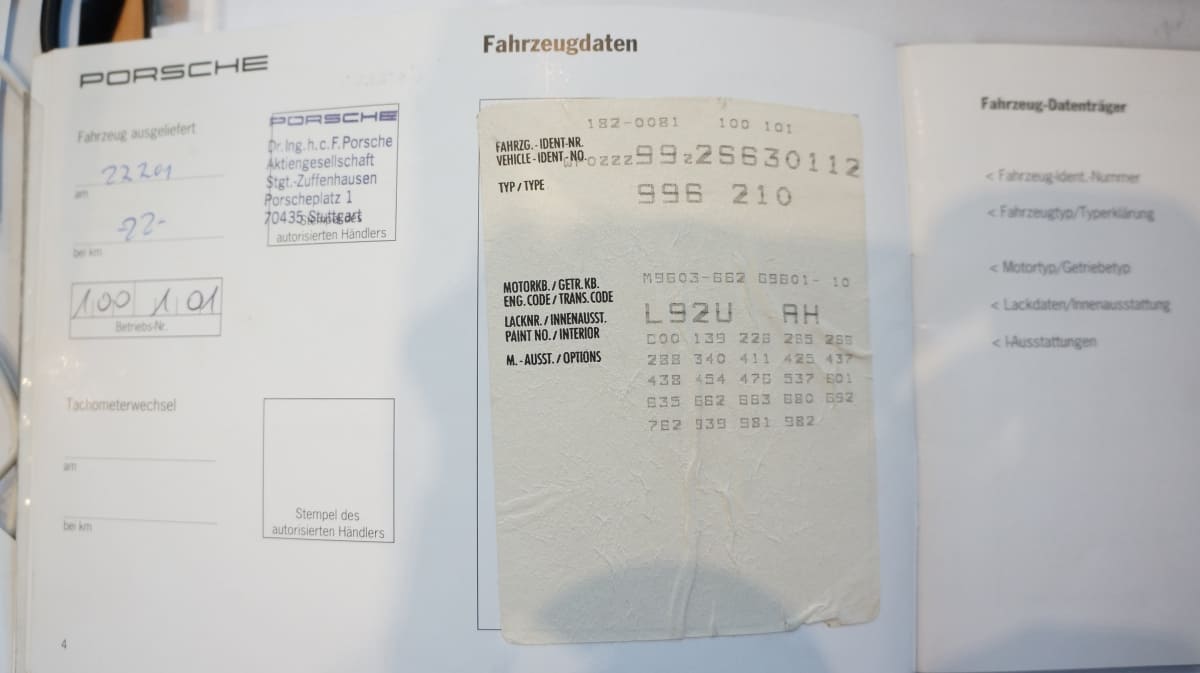 PORSCHE
Fahrzeug ausgeliefert
22201
am
-22-
bei km
100 101
Betriebs-Nr.
PORSCHE
Dr.Ing.h.c.F.Porsche
Aktiengesellschaft
Stgt.-Zuffenhausen
Porscheplatz 1
70435 Stuttgart
autorisierten Händlers
Tachometerwechsel
am
bei km
Stempel des
autorisierten Händlers
4
Fahrzeugdaten
182-0081 100 101
FAHRZG.-IDENT-NR.
VEHICLE-IDENT-NO. WP0ZZZ99Z2S630112
TYP/TYPE 996 210
MOTORKB./GETR.KB. M9603-662 G9601- 10
ENG.CODE/TRANS.CODE
LACKNR./INNENAUSST. L92U AH
PAINT NO./INTERIOR C00 139 228 265 288
M.-AUSST./OPTIONS 288 340 411 425 437
438 454 476 537 601
635 662 663 680 692
762 939 981 982
Fahrzeug-Datenträger
< Fahrzeug-Ident.-Nummer
< Fahrzeugtyp/Typerklärung
< Motortyp/Getriebetyp
< Lackdaten/Innenausstattung
< I-Ausstattungen